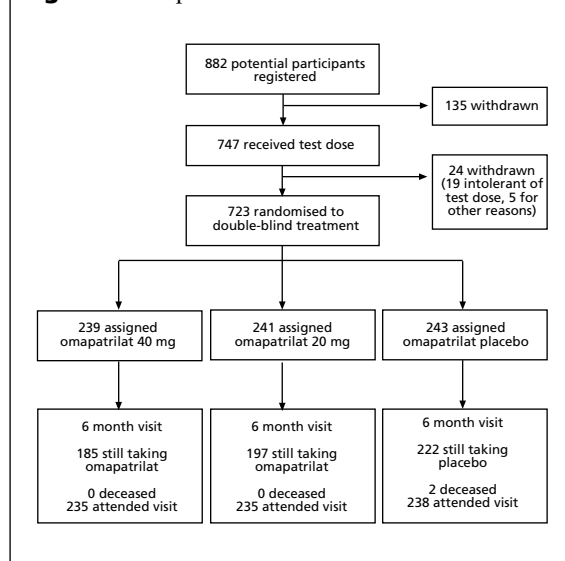 882 potential participants
registered
135 withdrawn
747 received test dose
24 withdrawn
(19 intolerant of
test dose, 5 for
other reasons)
723 randomised to
double-blind treatment
239 assigned
omapatrilat 40 mg
241 assigned
omapatrilat 20 mg
243 assigned
omapatrilat placebo
6 month visit
185 still taking
omapatrilat
0 deceased
235 attended visit
6 month visit
197 still taking
omapatrilat
0 deceased
235 attended visit
6 month visit
222 still taking
placebo
2 deceased
238 attended visit